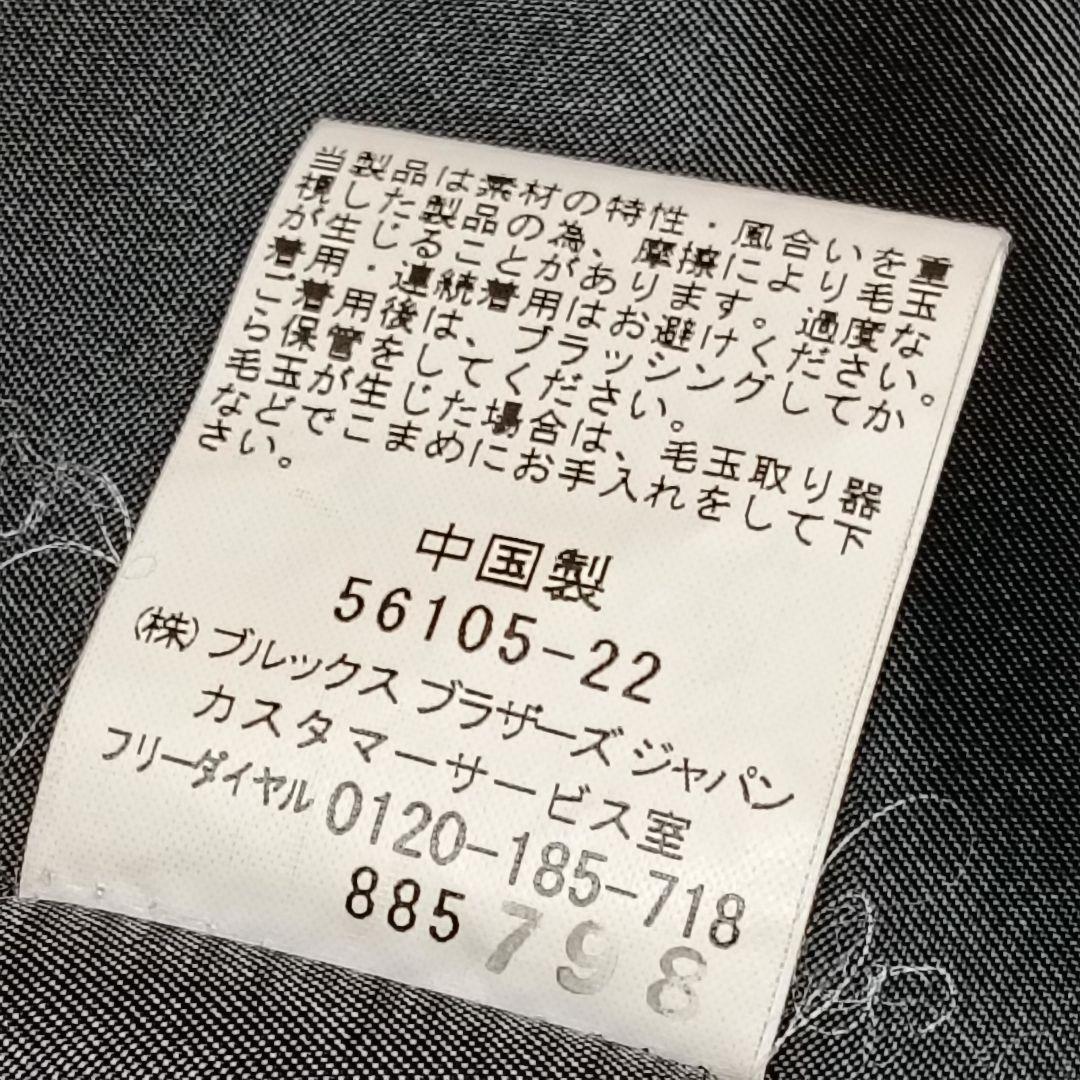 当製品は素材の特性・風合いを重
視した製品の為、摩擦により毛玉
が生じることがあります。過度な
着用・連続着用はお避けください。
ご着用後は、ブラッシングしてか
ら保管をしてください。
毛玉が生じた場合は、毛玉取り器
などでこまめにお手入れをして下
さい。
中国製
56105-22
(株)ブルックス ブラザーズ ジャパン
カスタマーサービス室
フリーダイヤル 0120-185-718
885 798